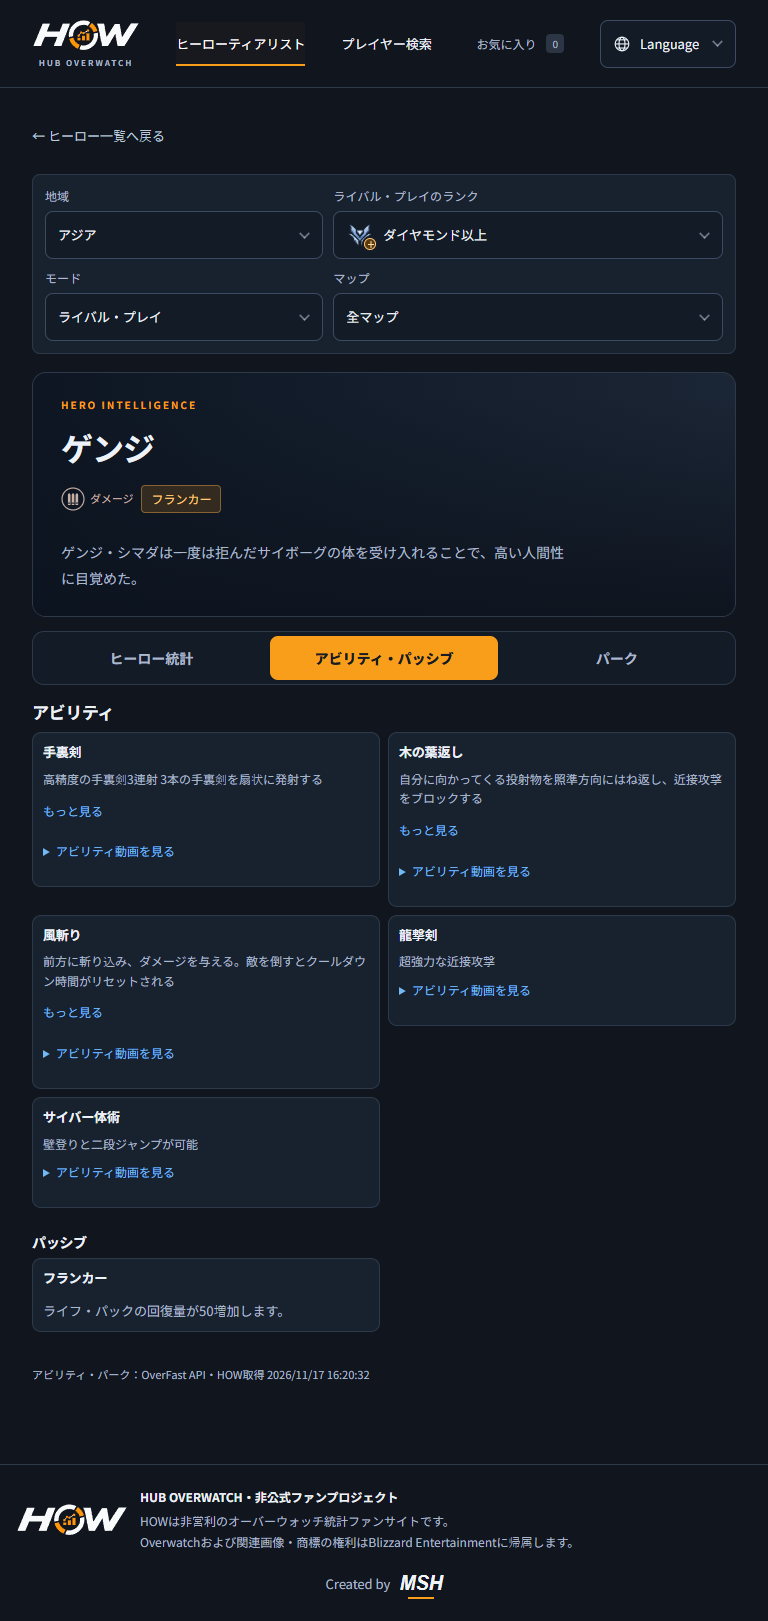 HOW
HUB OVERWATCH
ヒーローティアリスト
プレイヤー検索
お気に入り 0
Language
← ヒーロー一覧へ戻る
地域
ライバル・プレイのランク
アジア
ダイヤモンド以上
モード
マップ
ライバル・プレイ
全マップ
HERO INTELLIGENCE
ゲンジ
ダメージ フランカー
ゲンジ・シマダは一度は拒んだサイボーグの体を受け入れることで、高い人間性
に目覚めた。
ヒーロー統計
アビリティ・パッシブ
パーク
アビリティ
手裏剣
高精度の手裏剣3連射 3本の手裏剣を扇状に発射する
もっと見る
▶ アビリティ動画を見る
木の葉返し
自分に向かってくる投射物を照準方向にはね返し、近接攻撃
をブロックする
もっと見る
▶ アビリティ動画を見る
風斬り
前方に斬り込み、ダメージを与える。敵を倒すとクールダウ
ン時間がリセットされる
もっと見る
▶ アビリティ動画を見る
龍撃剣
超強力な近接攻撃
▶ アビリティ動画を見る
サイバー体術
壁登りと二段ジャンプが可能
▶ アビリティ動画を見る
パッシブ
フランカー
ライフ・パックの回復量が50増加します。
アビリティ・パーク：OverFast API・HOW取得 2026/11/17 16:20:32
HOW
HUB OVERWATCH・非公式ファンプロジェクト
HOWは非営利のオーバーウォッチ統計ファンサイトです。
Overwatchおよび関連画像・商標の権利はBlizzard Entertainmentに帰属します。
Created by MSH